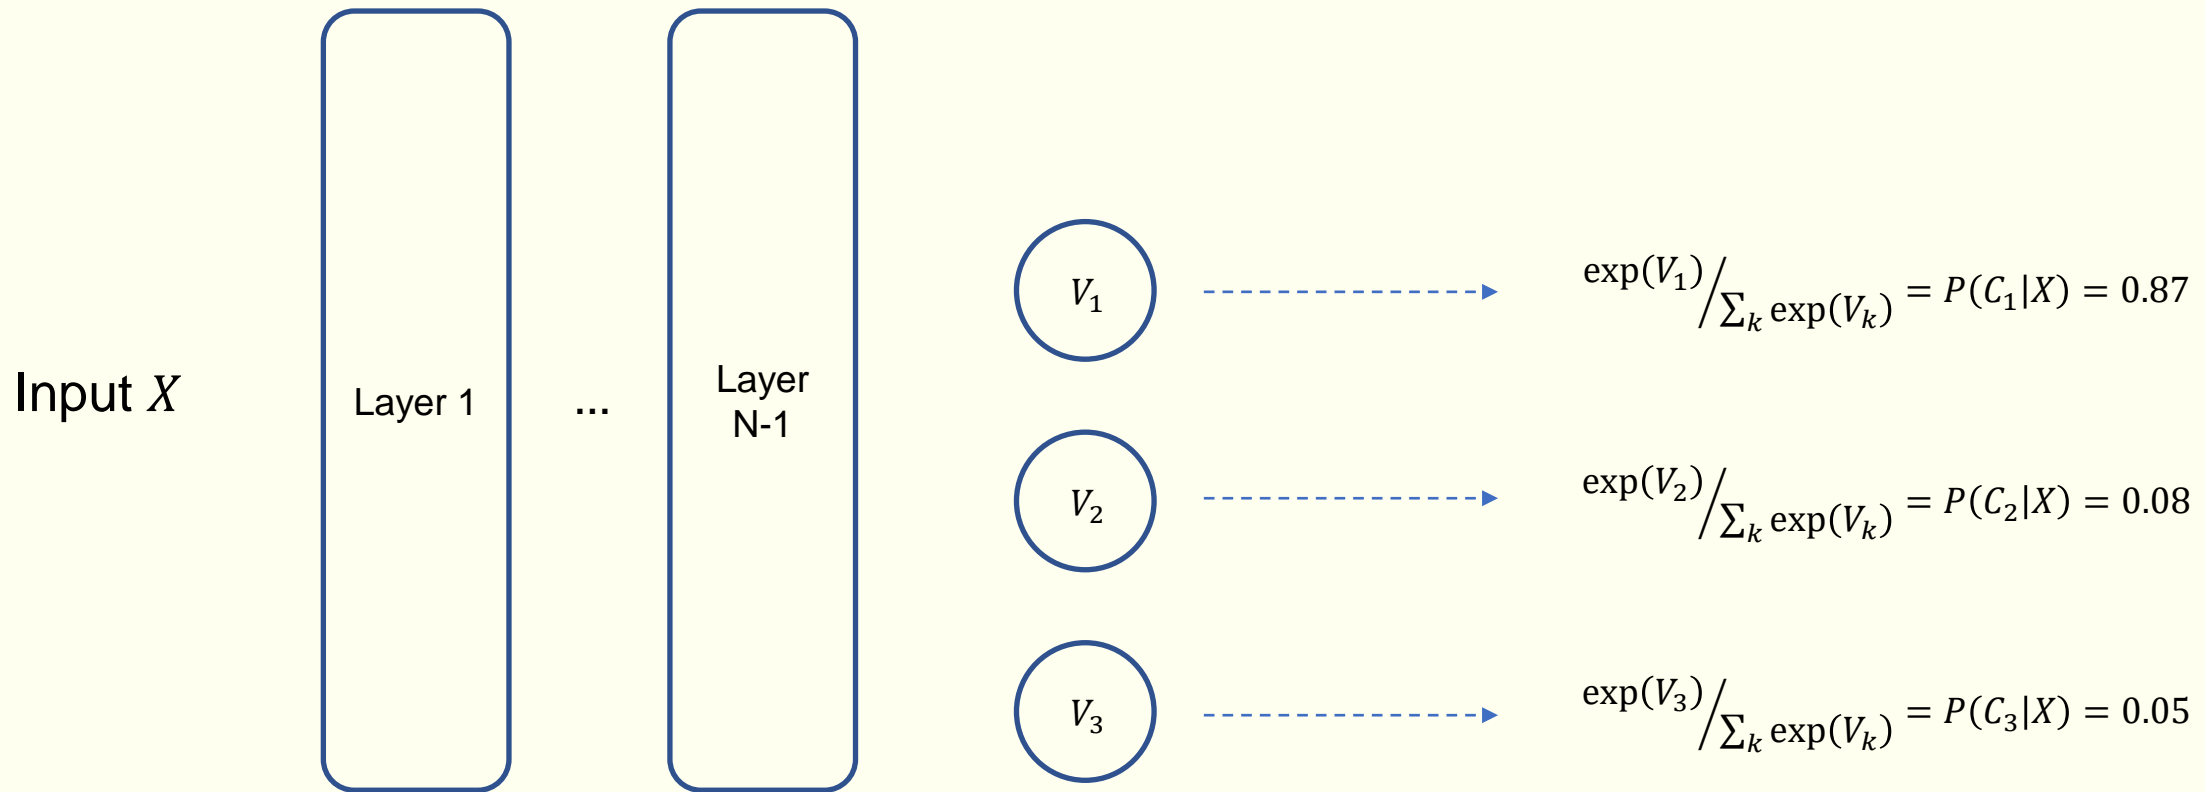 Input X
Layer 1
...
Layer
N-1
V₁
exp(V₁)/∑ₖ exp(Vₖ) = P(C₁|X) = 0.87
V₂
exp(V₂)/∑ₖ exp(Vₖ) = P(C₂|X) = 0.08
V₃
exp(V₃)/∑ₖ exp(Vₖ) = P(C₃|X) = 0.05